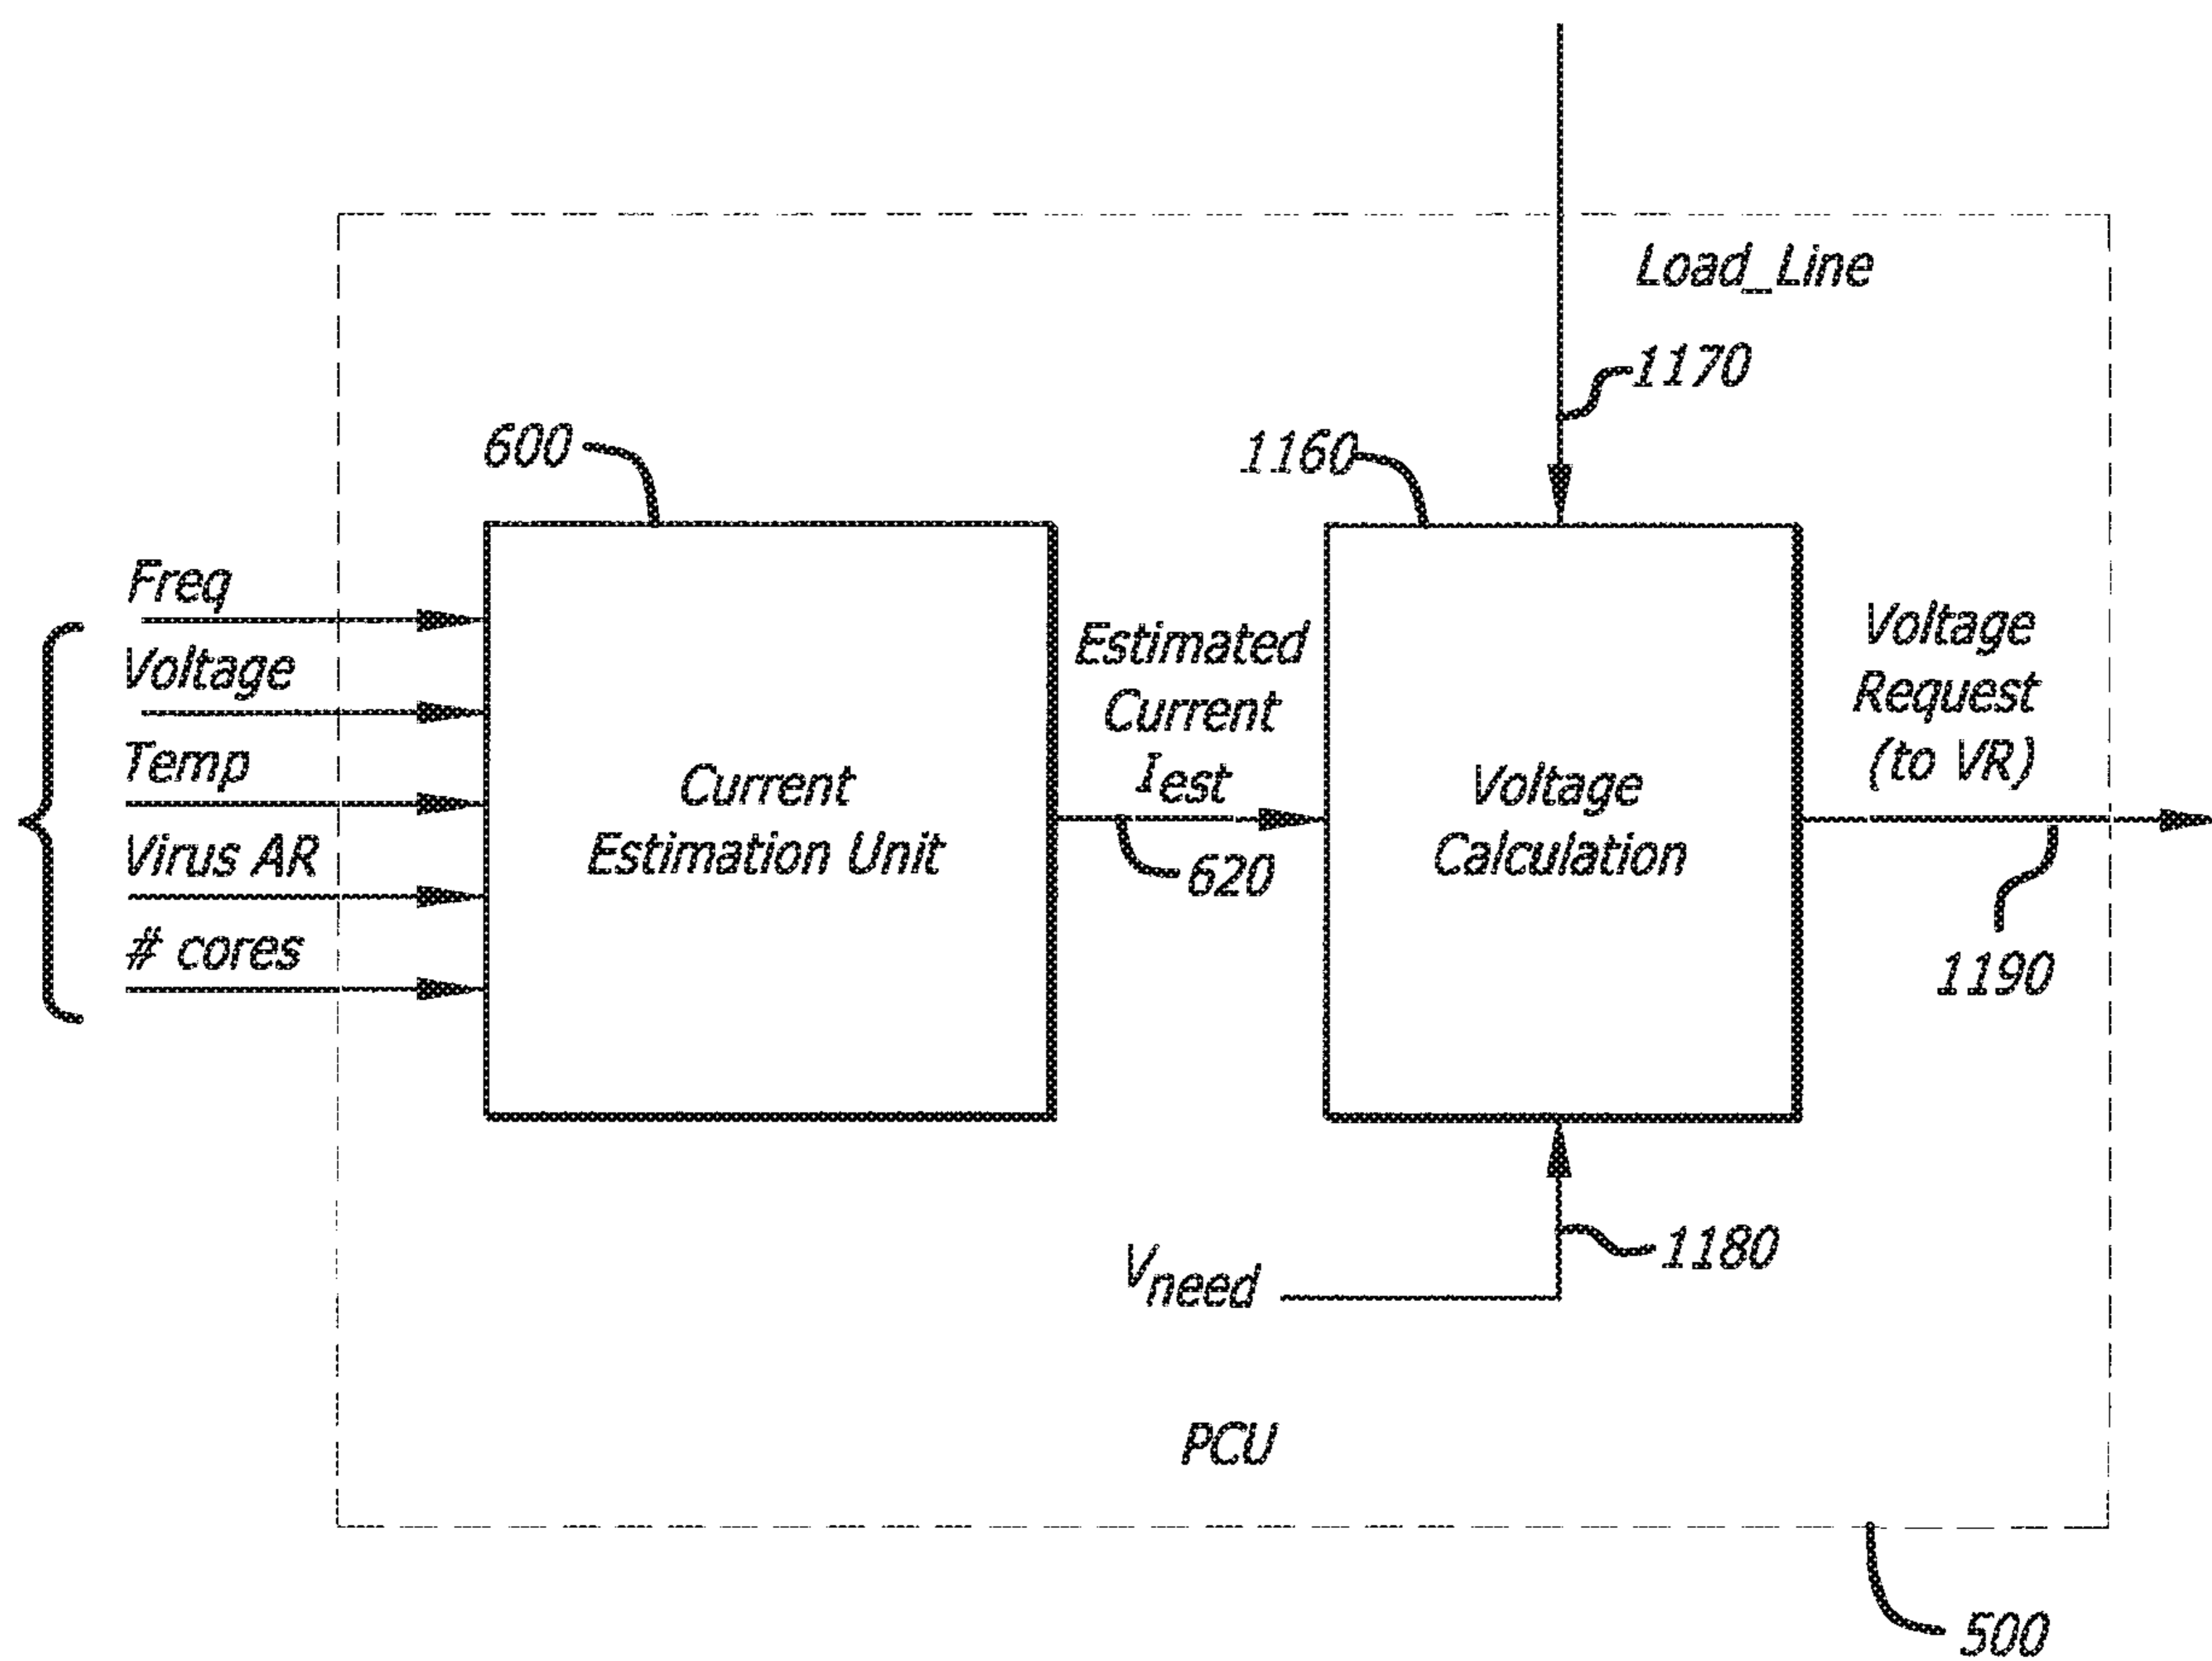 Load_Line
1170
600
1160
Freq
Voltage
Temp
Virus AR
# cores
Current
Estimation Unit
Estimated
Current
Iest
620
Voltage
Calculation
Voltage
Request
(to VR)
1190
Vneed
1180
PCU
500